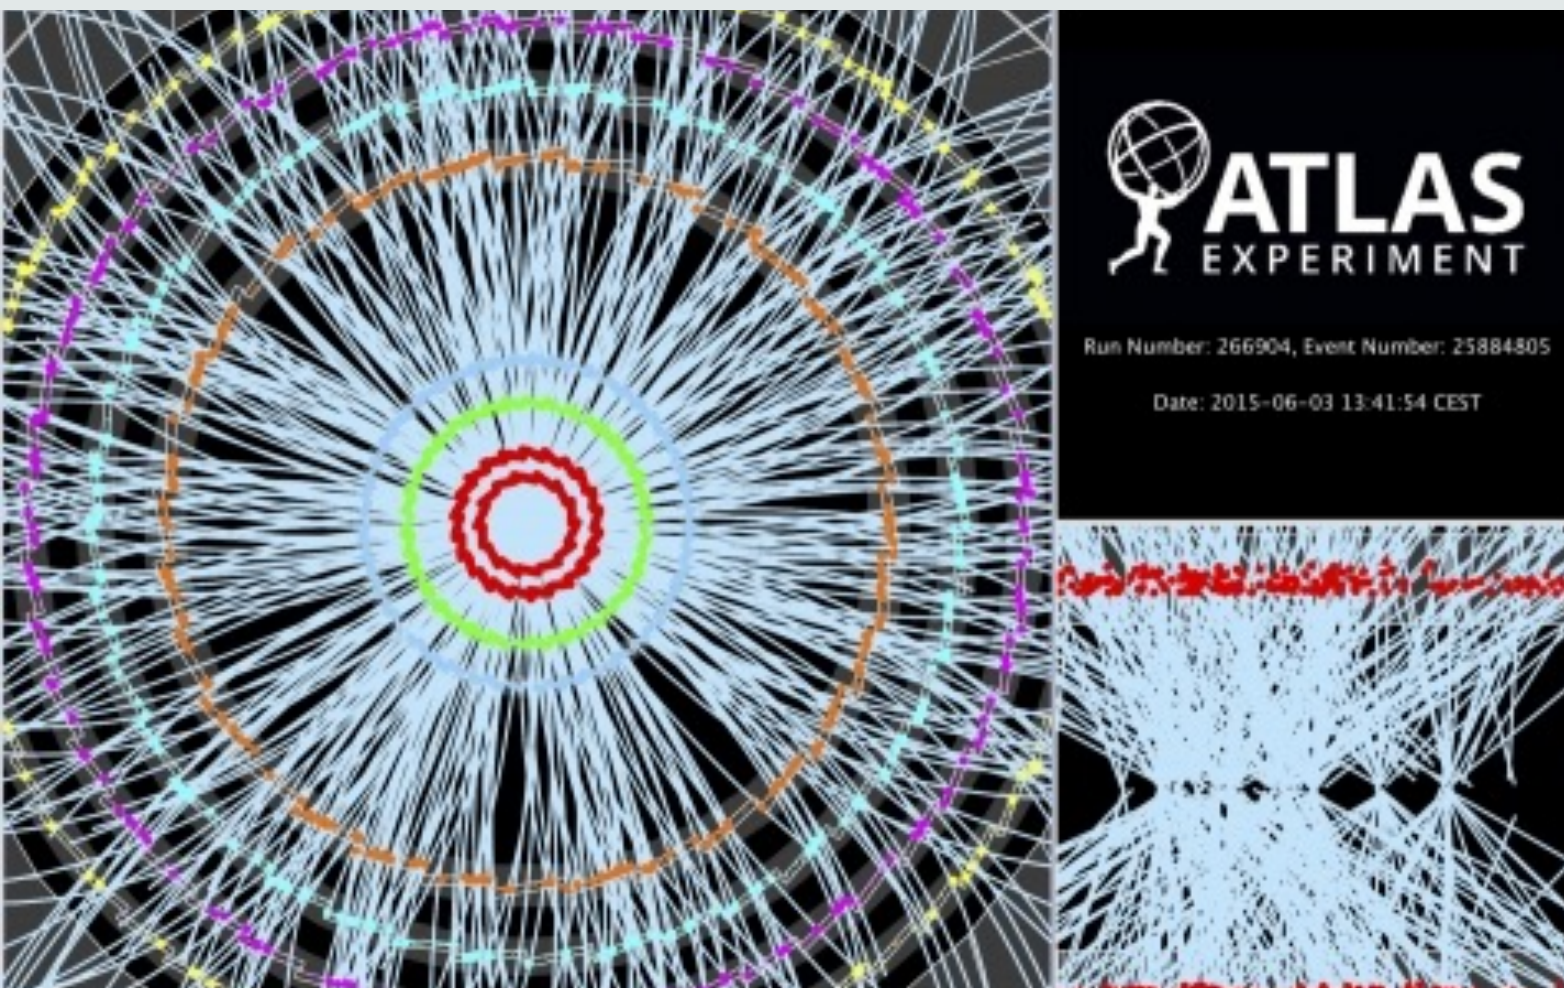 ATLAS
EXPERIMENT
Run Number: 266904, Event Number: 25884805
Date: 2015-06-03 13:41:54 CEST